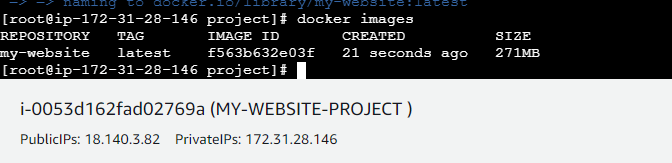 => => naming to docker.io/library/my-website:latest
[root@ip-172-31-28-146 project]# docker images
REPOSITORY TAG IMAGE ID CREATED SIZE
my-website latest f563b632e03f 21 seconds ago 271MB
[root@ip-172-31-28-146 project]#
i-0053d162fad02769a (MY-WEBSITE-PROJECT )
PublicIPs: 18.140.3.82 PrivateIPs: 172.31.28.146